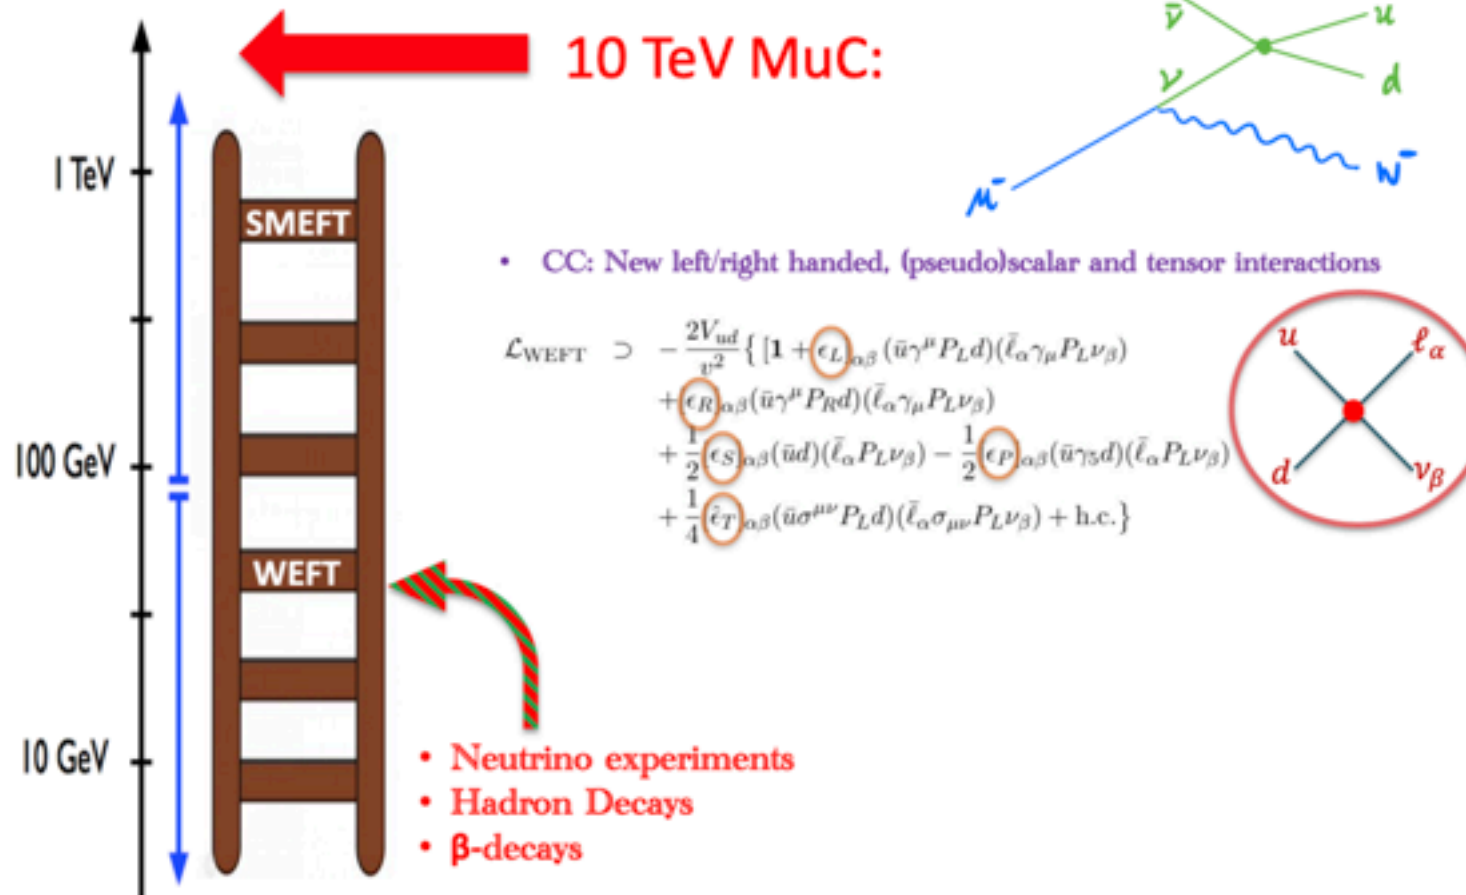 10 TeV MuC:
ν̄
u
ν
d
μ⁻
W⁻
1 TeV
SMEFT
• CC: New left/right handed, (pseudo)scalar and tensor interactions
ℒ_WEFT ⊃ − 2V_ud/v² { [1 + ϵ_L]_αβ (ūγ^μ P_L d)(ℓ̄_α γ_μ P_L ν_β)
+ [ϵ_R]_αβ (ūγ^μ P_R d)(ℓ̄_α γ_μ P_L ν_β)
+ 1/2 [ϵ_S]_αβ (ūd)(ℓ̄_α P_L ν_β) − 1/2 [ϵ_P]_αβ (ūγ_5 d)(ℓ̄_α P_L ν_β)
+ 1/4 [ϵ̂_T]_αβ (ūσ^μν P_L d)(ℓ̄_α σ_μν P_L ν_β) + h.c.}
u
ℓ_α
d
ν_β
100 GeV
WEFT
10 GeV
• Neutrino experiments
• Hadron Decays
• β-decays